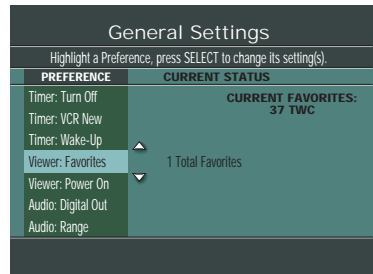 General Settings
Highlight a Preference, press SELECT to change its setting(s).
PREFERENCE CURRENT STATUS
Timer: Turn Off
CURRENT FAVORITES:
37 TWC
Timer: VCR New
Timer: Wake-Up
Viewer: Favorites 1 Total Favorites
Viewer: Power On
Audio: Digital Out
Audio: Range